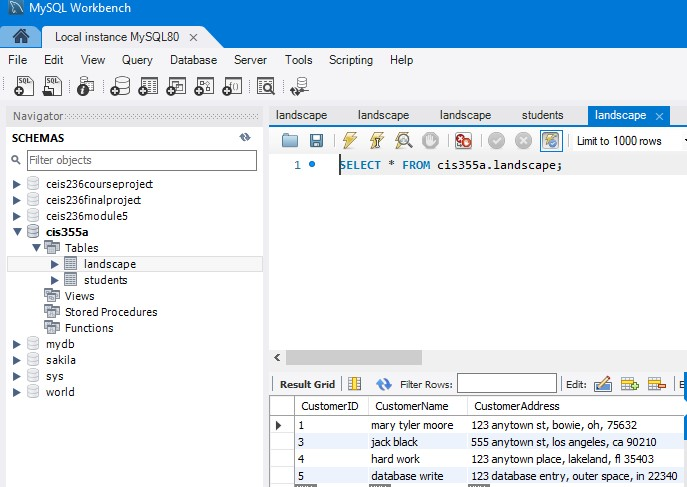 MySQL Workbench
Local instance MySQL80 ×
File Edit View Query Database Server Tools Scripting Help
SQL SQL
Navigator
landscape landscape landscape students landscape ×
SCHEMAS
Limit to 1000 rows
Filter objects
1 SELECT * FROM cis355a.landscape;
ceis236courseproject
ceis236finalproject
ceis236module5
cis355a
Tables
landscape
students
Views
Stored Procedures
Functions
mydb
sakila
sys
world
Result Grid Filter Rows: Edit:
CustomerID CustomerName CustomerAddress
1 mary tyler moore 123 anytown st, bowie, oh, 75632
3 jack black 555 anytown st, los angeles, ca 90210
4 hard work 123 anytown place, lakeland, fl 35403
5 database write 123 database entry, outer space, in 22340